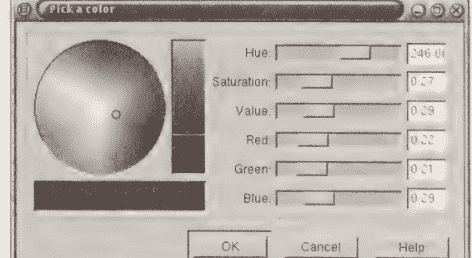 Pick a color
Hue: 246.06
Saturation: 0.27
Value: 0.29
Red: 0.22
Green: 0.21
Blue: 0.29
OK Cancel Help